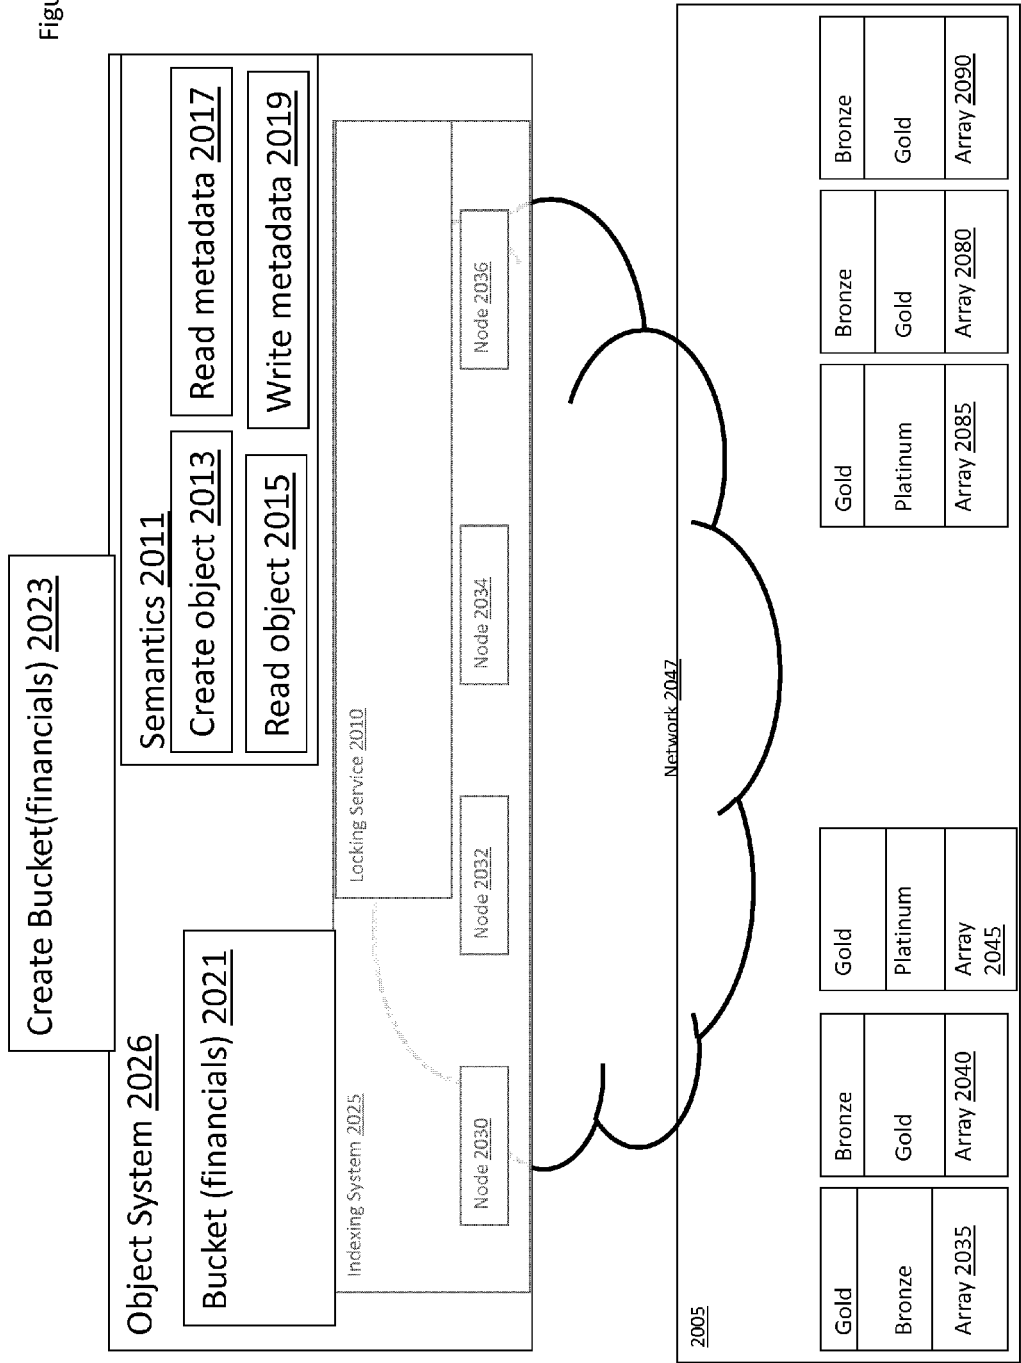 Figu
Create Bucket(financials) 2023
Object System 2026
Bucket (financials) 2021
Semantics 2011
Create object 2013
Read metadata 2017
Read object 2015
Write metadata 2019
Indexing System 2025
Locking Service 2010
Node 2030
Node 2032
Node 2034
Node 2036
Network 2047
2005
Gold
Bronze
Array 2035
Bronze
Gold
Array 2040
Gold
Platinum
Array
2045
Gold
Platinum
Array 2085
Bronze
Gold
Array 2080
Bronze
Gold
Array 2090